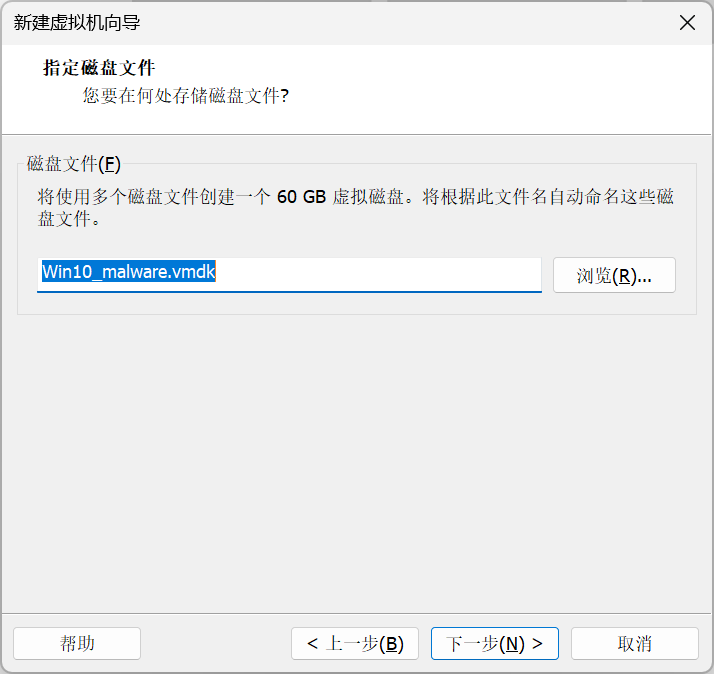 新建虚拟机向导
指定磁盘文件
您要在何处存储磁盘文件?
磁盘文件(F)
将使用多个磁盘文件创建一个 60 GB 虚拟磁盘。将根据此文件名自动命名这些磁
盘文件。
Win10_malware.vmdk
浏览(R)...
帮助
< 上一步(B)
下一步(N) >
取消